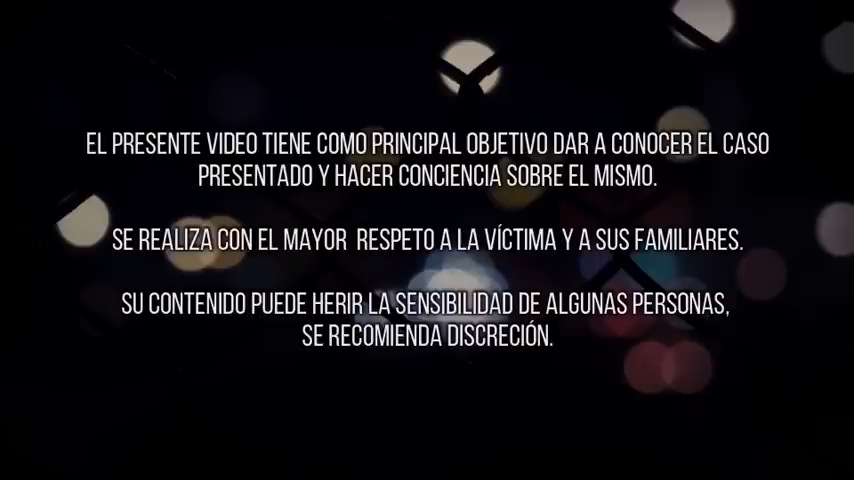 EL PRESENTE VIDEO TIENE COMO PRINCIPAL OBJETIVO DAR A CONOCER EL CASO
PRESENTADO Y HACER CONCIENCIA SOBRE EL MISMO.
SE REALIZA CON EL MAYOR RESPETO A LA VÍCTIMA Y A SUS FAMILIARES.
SU CONTENIDO PUEDE HERIR LA SENSIBILIDAD DE ALGUNAS PERSONAS,
SE RECOMIENDA DISCRECIÓN.